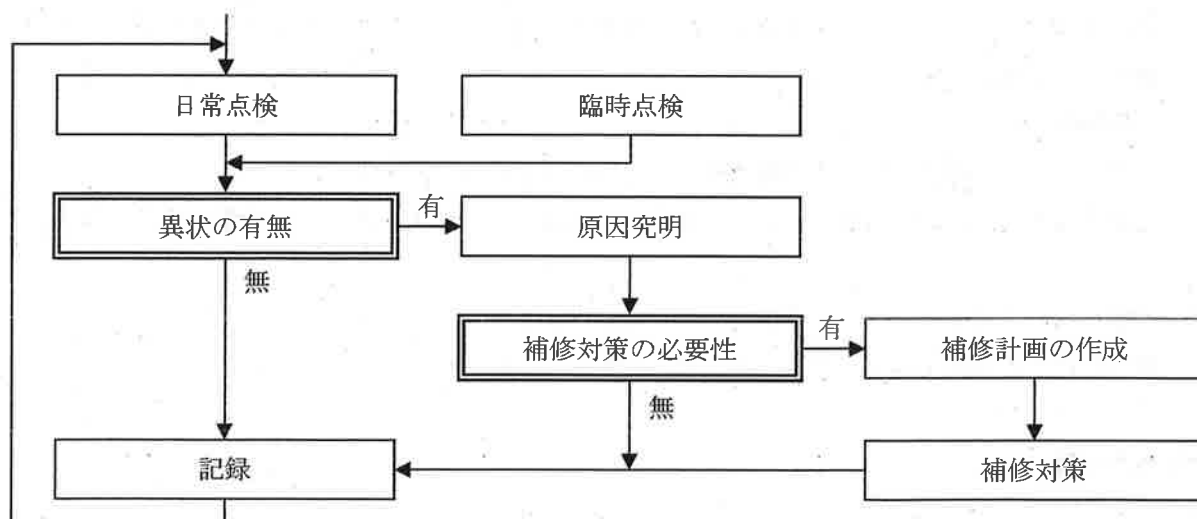 日常点検
臨時点検
異状の有無
有
原因究明
無
補修対策の必要性
有
補修計画の作成
無
記録
補修対策